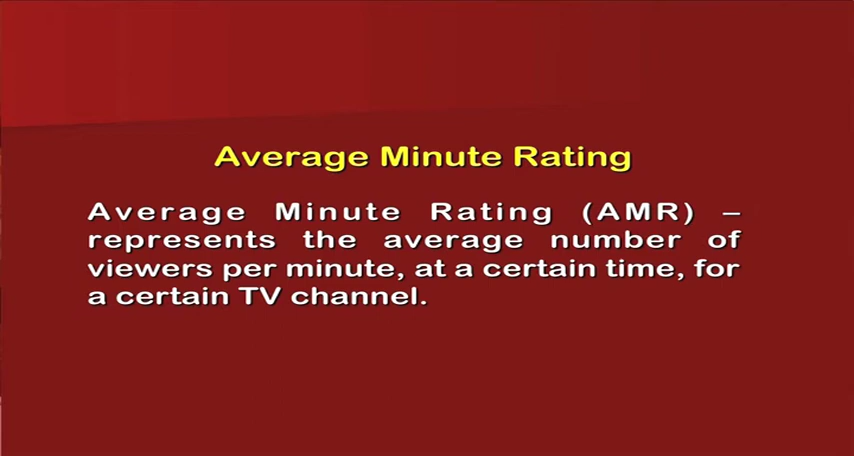 Average Minute Rating
Average Minute Rating (AMR) –
represents the average number of
viewers per minute, at a certain time, for
a certain TV channel.